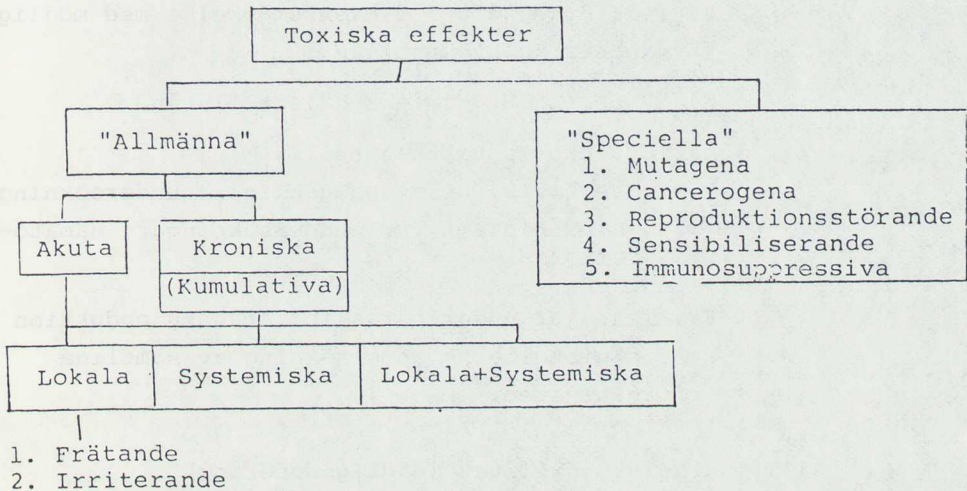 Toxiska effekter
"Allmänna"
"Speciella"
1. Mutagena
2. Cancerogena
3. Reproduktionsstörande
4. Sensibiliserande
5. Immunosuppressiva
Akuta
Kroniska
(Kumulativa)
Lokala
Systemiska
Lokala+Systemiska
1. Frätande
2. Irriterande